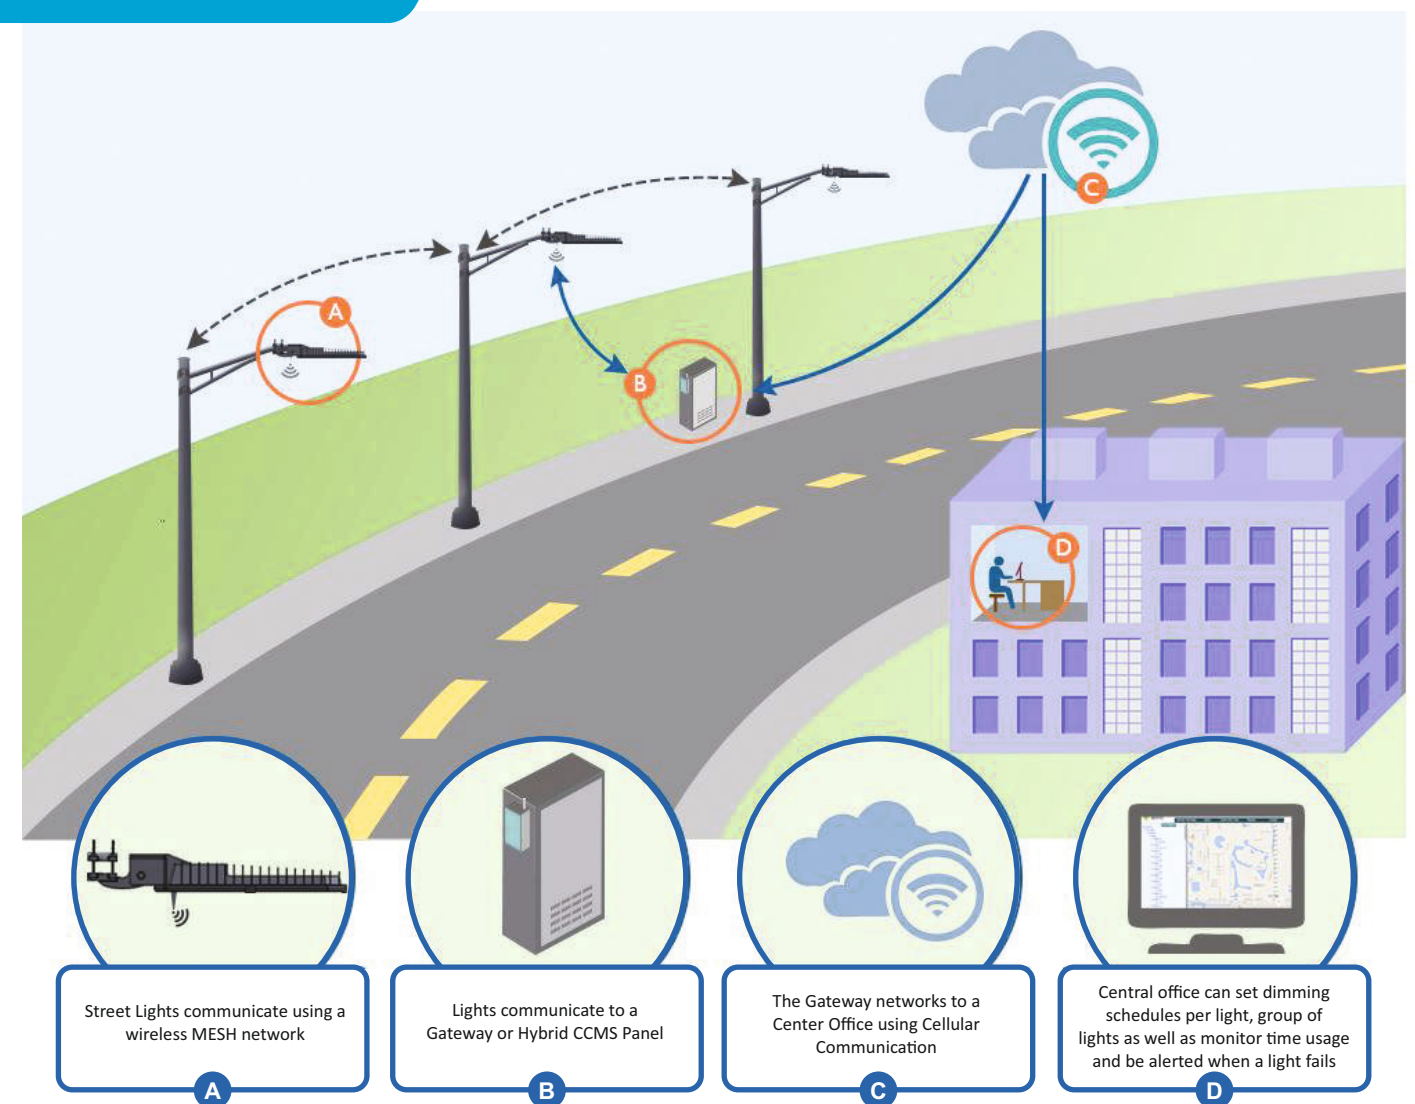 C
A
B
D
Street Lights communicate using a
wireless MESH network
A
Lights communicate to a
Gateway or Hybrid CCMS Panel
B
The Gateway networks to a
Center Office using Cellular
Communication
C
Central office can set dimming
schedules per light, group of
lights as well as monitor time usage
and be alerted when a light fails
D